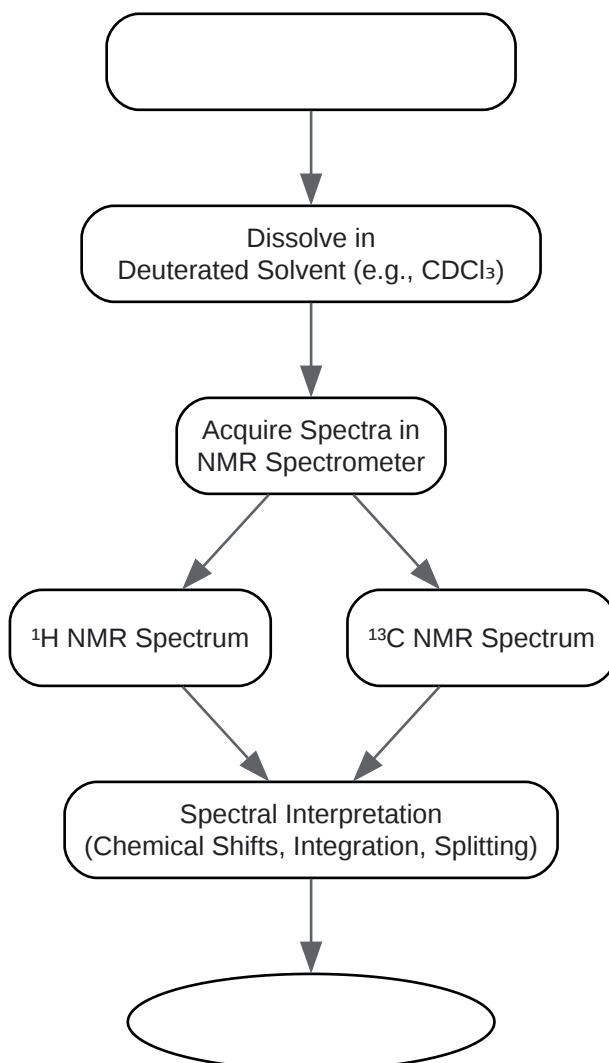 Dissolve in
Deuterated Solvent (e.g., CDCl₃)
Acquire Spectra in
NMR Spectrometer
¹H NMR Spectrum
¹³C NMR Spectrum
Spectral Interpretation
(Chemical Shifts, Integration, Splitting)